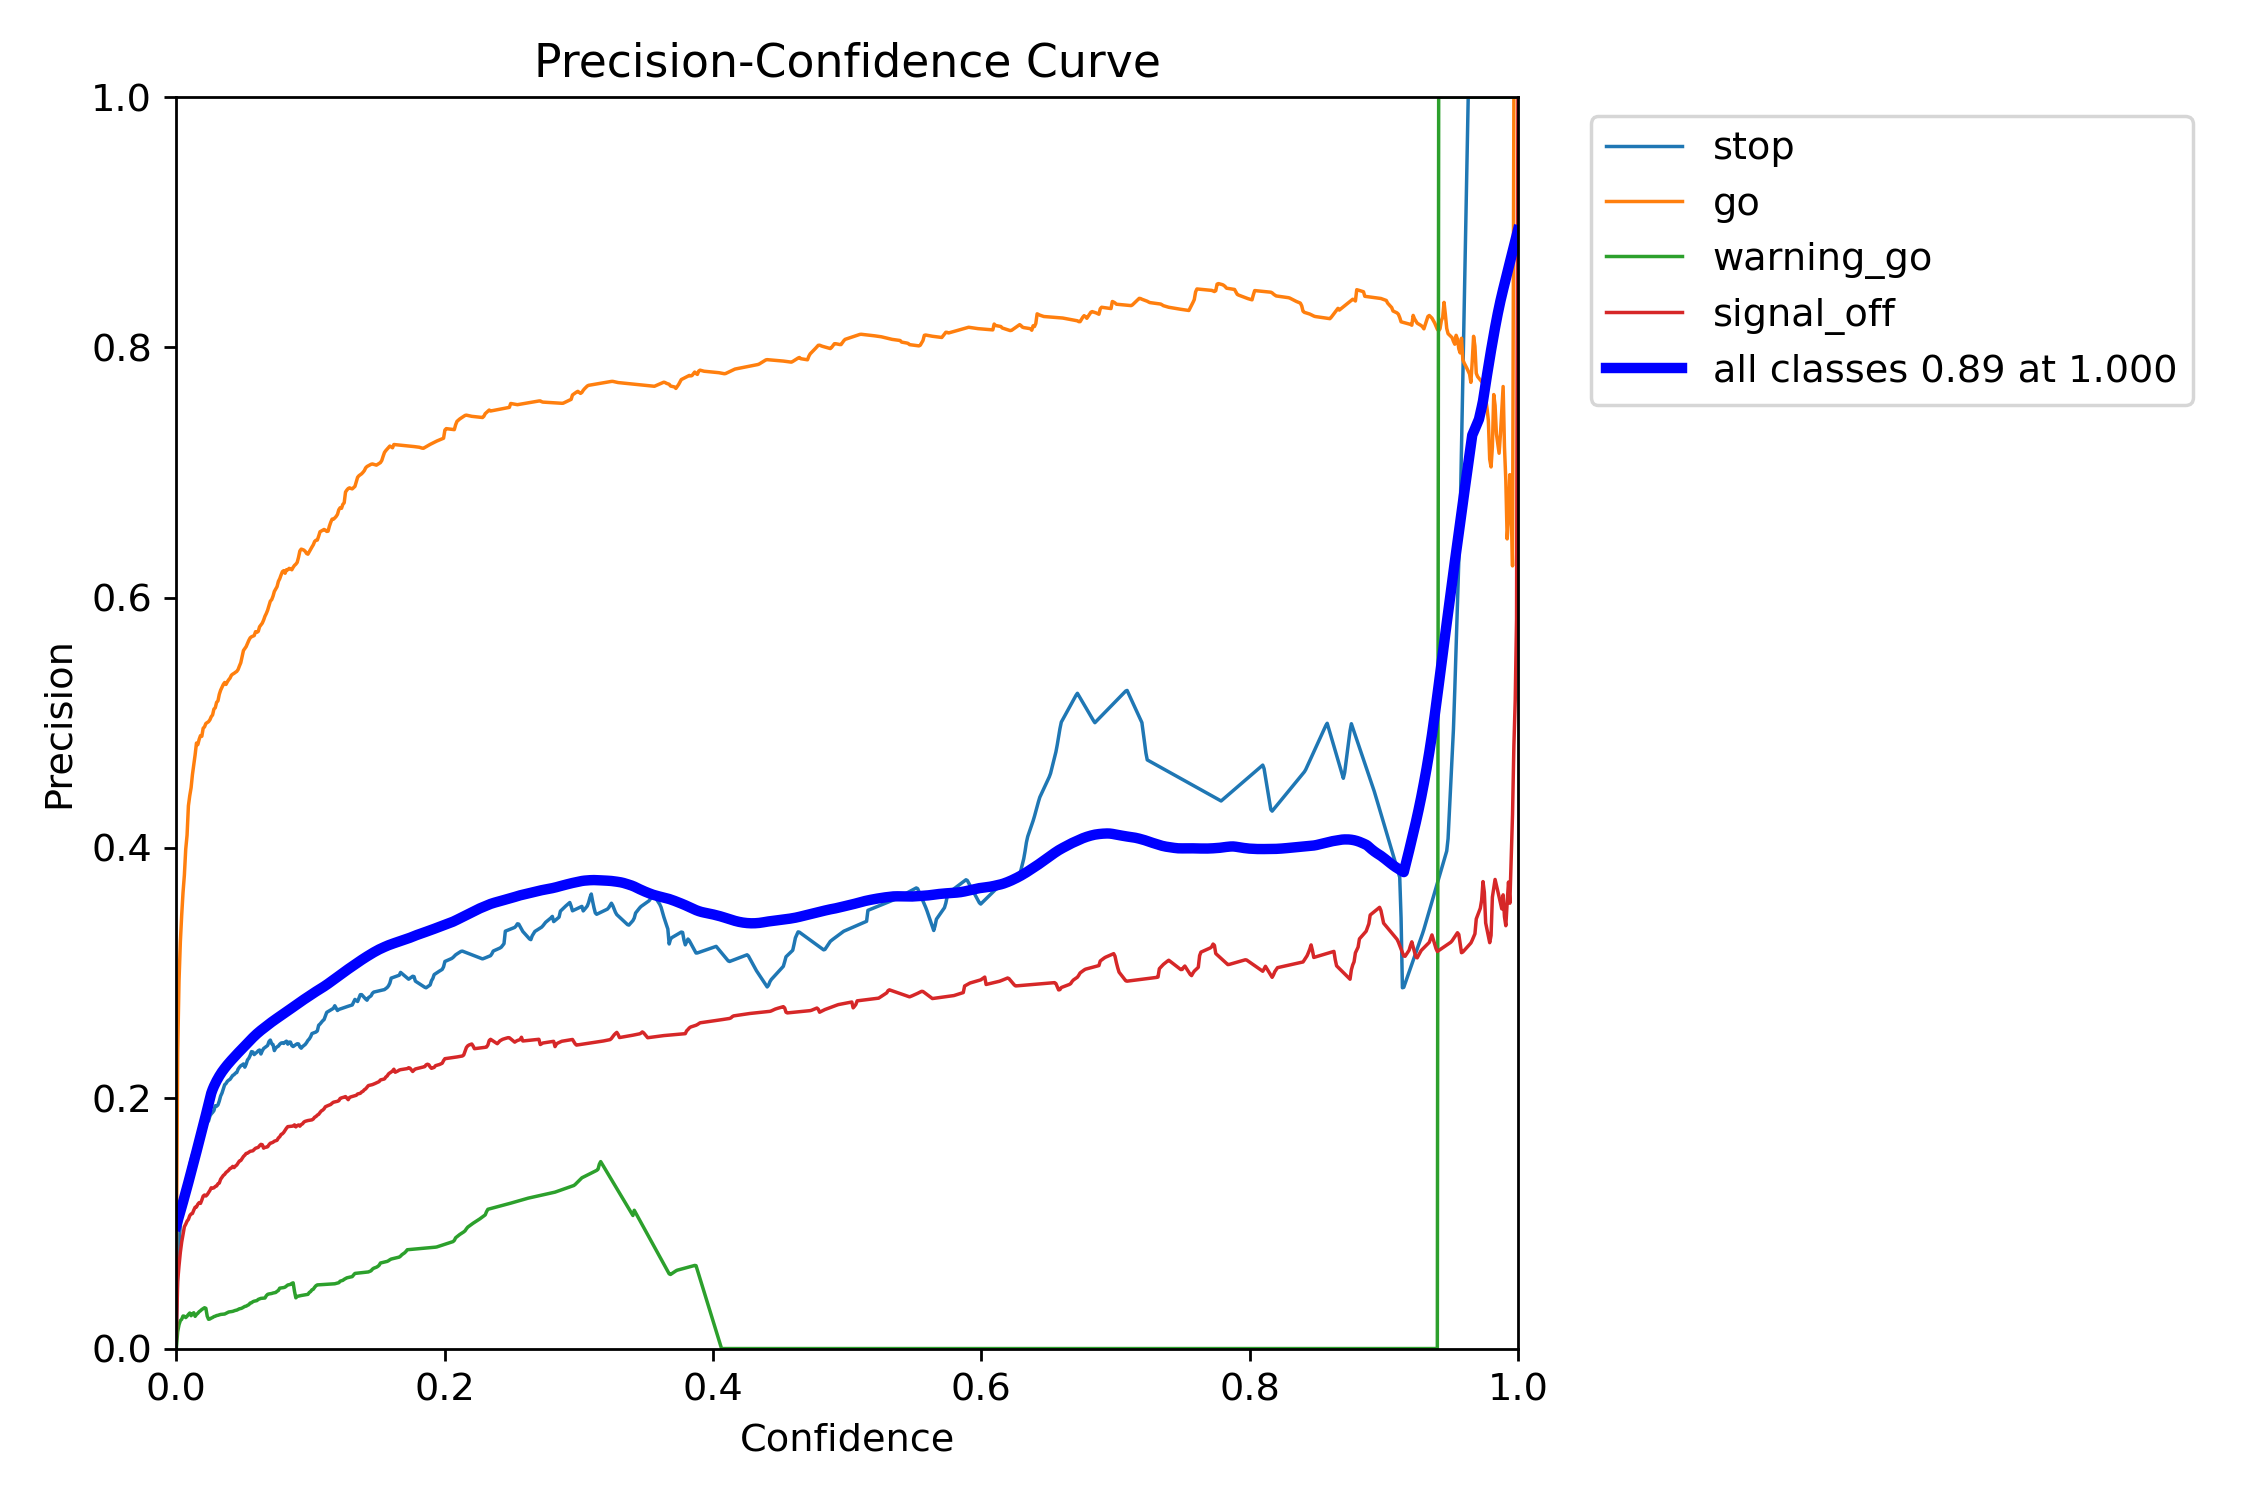 Precision-Confidence Curve
1.0
0.8
0.6
0.4
0.2
0.0
Precision
0.0 0.2 0.4 0.6 0.8 1.0
Confidence
stop
go
warning_go
signal_off
all classes 0.89 at 1.000